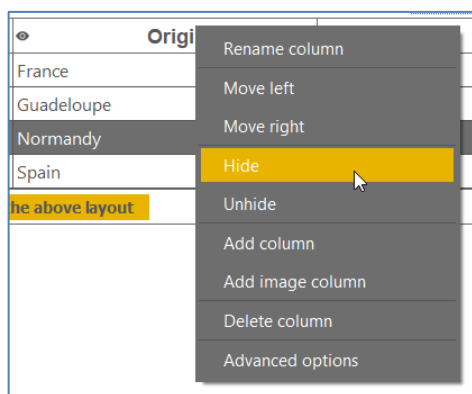 Origi
France
Guadeloupe
Normandy
Spain
he above layout
Rename column
Move left
Move right
Hide
Unhide
Add column
Add image column
Delete column
Advanced options